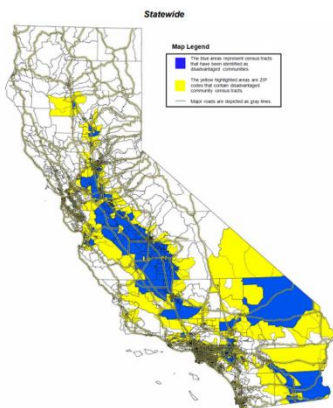 Statewide
Map Legend
The blue areas represent census tracts
that have been identified as
disadvantaged communities.
The yellow highlighted areas are ZIP
codes that contain disadvantaged
community census tracts.
Major roads are depicted as gray lines.